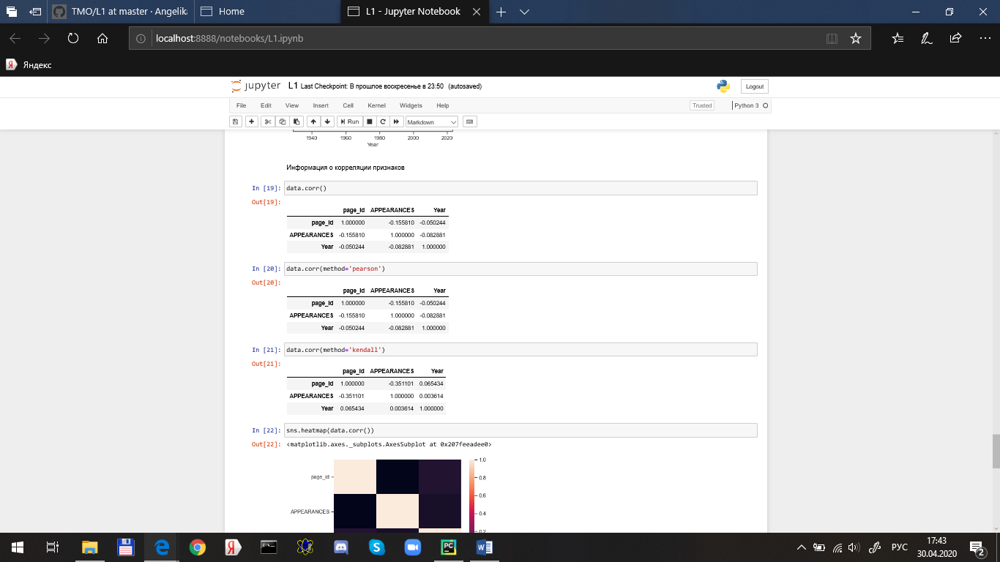 TMO/L1 at master · Angelik
Home
L1 - Jupyter Notebook
localhost:8888/notebooks/L1.ipynb
Яндекс
jupyter L1 Last Checkpoint: В прошлое воскресенье в 23:50 (autosaved)
Logout
File Edit View Insert Cell Kernel Widgets Help
Trusted Python 3
Run Markdown
1940 1960 1980 2000 2020
Year
Информация о корреляции признаков
In [19]: data.corr()
Out[19]:
page_id APPEARANCES Year
page_id 1.000000 -0.155810 -0.050244
APPEARANCES -0.155810 1.000000 -0.082881
Year -0.050244 -0.082881 1.000000
In [20]: data.corr(method='pearson')
Out[20]:
page_id APPEARANCES Year
page_id 1.000000 -0.155810 -0.050244
APPEARANCES -0.155810 1.000000 -0.082881
Year -0.050244 -0.082881 1.000000
In [21]: data.corr(method='kendall')
Out[21]:
page_id APPEARANCES Year
page_id 1.000000 -0.351101 0.065434
APPEARANCES -0.351101 1.000000 0.003614
Year 0.065434 0.003614 1.000000
In [22]: sns.heatmap(data.corr())
Out[22]: <matplotlib.axes._subplots.AxesSubplot at 0x207feeadee0>
1.0
page_id
0.8
0.6
APPEARANCES
0.4
0.2
РУС
17:43
30.04.2020
2